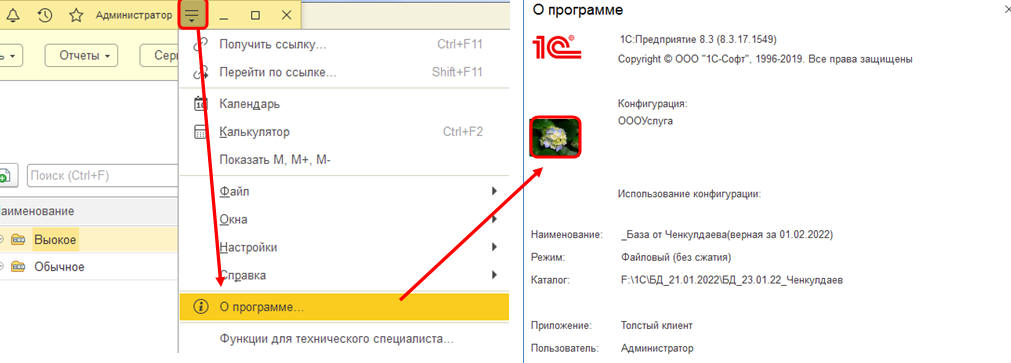 Администратор
Отчеты
Получить ссылку... Ctrl+F11
Перейти по ссылке... Shift+F11
Календарь
Калькулятор Ctrl+F2
Показать М, М+, М-
Поиск (Ctrl+F)
Файл
Окна
Настройки
Справка
аименование
Выокое
Обычное
О программе...
Функции для технического специалиста...
О программе
1С
1С:Предприятие 8.3 (8.3.17.1549)
Copyright © ООО "1С-Софт", 1996-2019. Все права защищены
Конфигурация:
ОООУслуга
Использование конфигурации:
Наименование: _База от Ченкулдаева(верная за 01.02.2022)
Режим: Файловый (без сжатия)
Каталог: F:\1С\БД_21.01.2022\БД_23.01.22_Ченкулдаев
Приложение: Толстый клиент
Пользователь: Администратор